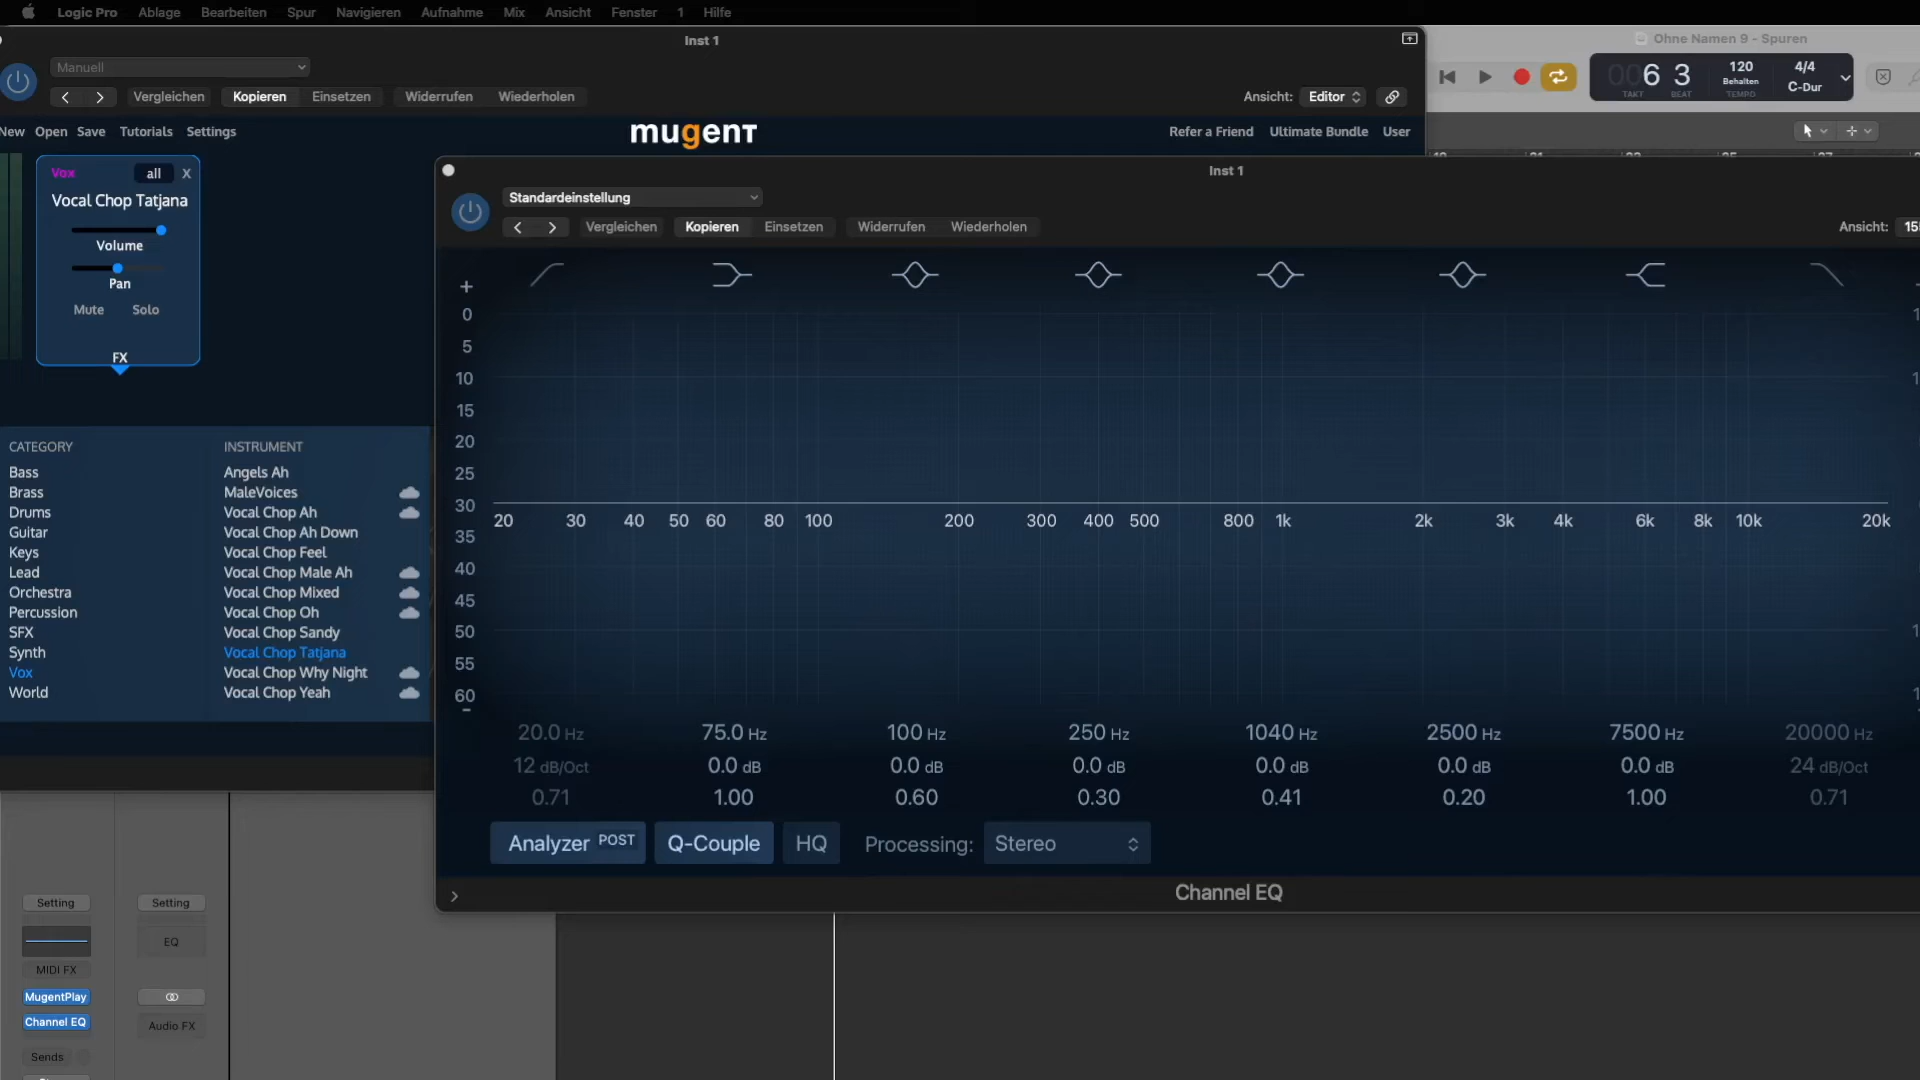 Logic Pro Ablage Bearbeiten Spur Navigieren Aufnahme Mix Ansicht Fenster 1 Hilfe
Inst 1
Ohne Namen 9 - Spuren
Manuell
Vergleichen Kopieren Einsetzen Widerrufen Wiederholen
Ansicht: Editor
006 3
TAKT BEAT
120
Behalten
TEMPO
4/4
C-Dur
New Open Save Tutorials Settings
mugent
Refer a Friend Ultimate Bundle User
Vox all X
Vocal Chop Tatjana
Volume
Pan
Mute Solo
FX
CATEGORY
Bass
Brass
Drums
Guitar
Keys
Lead
Orchestra
Percussion
SFX
Synth
Vox
World
INSTRUMENT
Angels Ah
MaleVoices
Vocal Chop Ah
Vocal Chop Ah Down
Vocal Chop Feel
Vocal Chop Male Ah
Vocal Chop Mixed
Vocal Chop Oh
Vocal Chop Sandy
Vocal Chop Tatjana
Vocal Chop Why Night
Vocal Chop Yeah
Inst 1
Standardeinstellung
Vergleichen Kopieren Einsetzen Widerrufen Wiederholen
Ansicht: 15
+
0
5
10
15
20
25
30
35
40
45
50
55
60
-
20 30 40 50 60 80 100 200 300 400 500 800 1k 2k 3k 4k 6k 8k 10k 20k
20.0 Hz 75.0 Hz 100 Hz 250 Hz 1040 Hz 2500 Hz 7500 Hz 20000 Hz
12 dB/Oct 0.0 dB 0.0 dB 0.0 dB 0.0 dB 0.0 dB 0.0 dB 24 dB/Oct
0.71 1.00 0.60 0.30 0.41 0.20 1.00 0.71
Analyzer POST Q-Couple HQ Processing: Stereo
Channel EQ
Setting Setting
EQ
MIDI FX
MugentPlay
Channel EQ
Audio FX
Sends